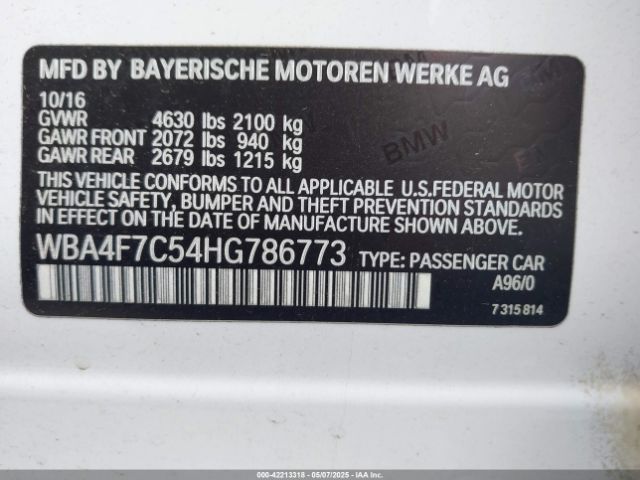 MFD BY BAYERISCHE MOTOREN WERKE AG
10/16
GVWR 4630 lbs 2100 kg
GAWR FRONT 2072 lbs 940 kg
GAWR REAR 2679 lbs 1215 kg
THIS VEHICLE CONFORMS TO ALL APPLICABLE U.S.FEDERAL MOTOR
VEHICLE SAFETY, BUMPER AND THEFT PREVENTION STANDARDS
IN EFFECT ON THE DATE OF MANUFACTURE SHOWN ABOVE.
WBA4F7C54HG786773 TYPE: PASSENGER CAR
A96/0
7 315 814
BMW
000-42213318 — 05/07/2025 — Copyright © 2025 IAA, Inc.